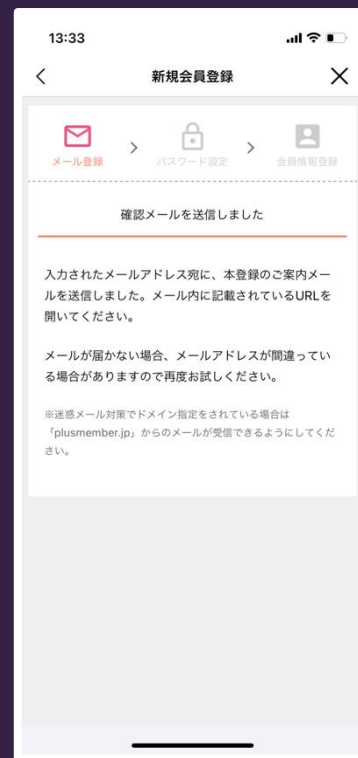 13:33
新規会員登録
メール登録
パスワード設定
会員情報登録
確認メールを送信しました
入力されたメールアドレス宛に、本登録のご案内メー
ルを送信しました。メール内に記載されているURLを
開いてください。
メールが届かない場合、メールアドレスが間違ってい
る場合がありますので再度お試しください。
※迷惑メール対策でドメイン指定をされている場合は
「plusmember.jp」からのメールが受信できるようにしてくだ
さい。